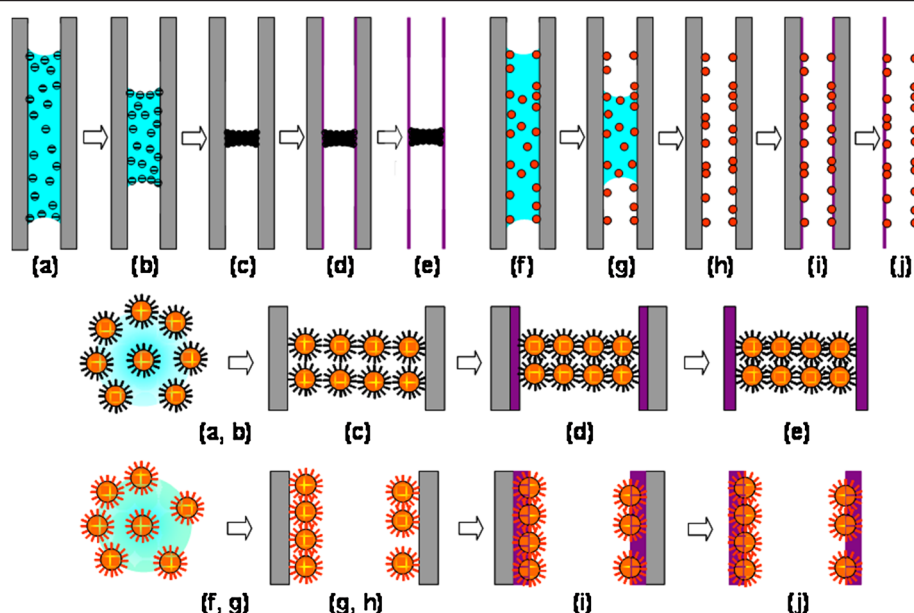 (a) (b) (c) (d) (e) (f) (g) (h) (i) (j)
(a, b) (c) (d) (e)
(f, g) (g, h) (i) (j)